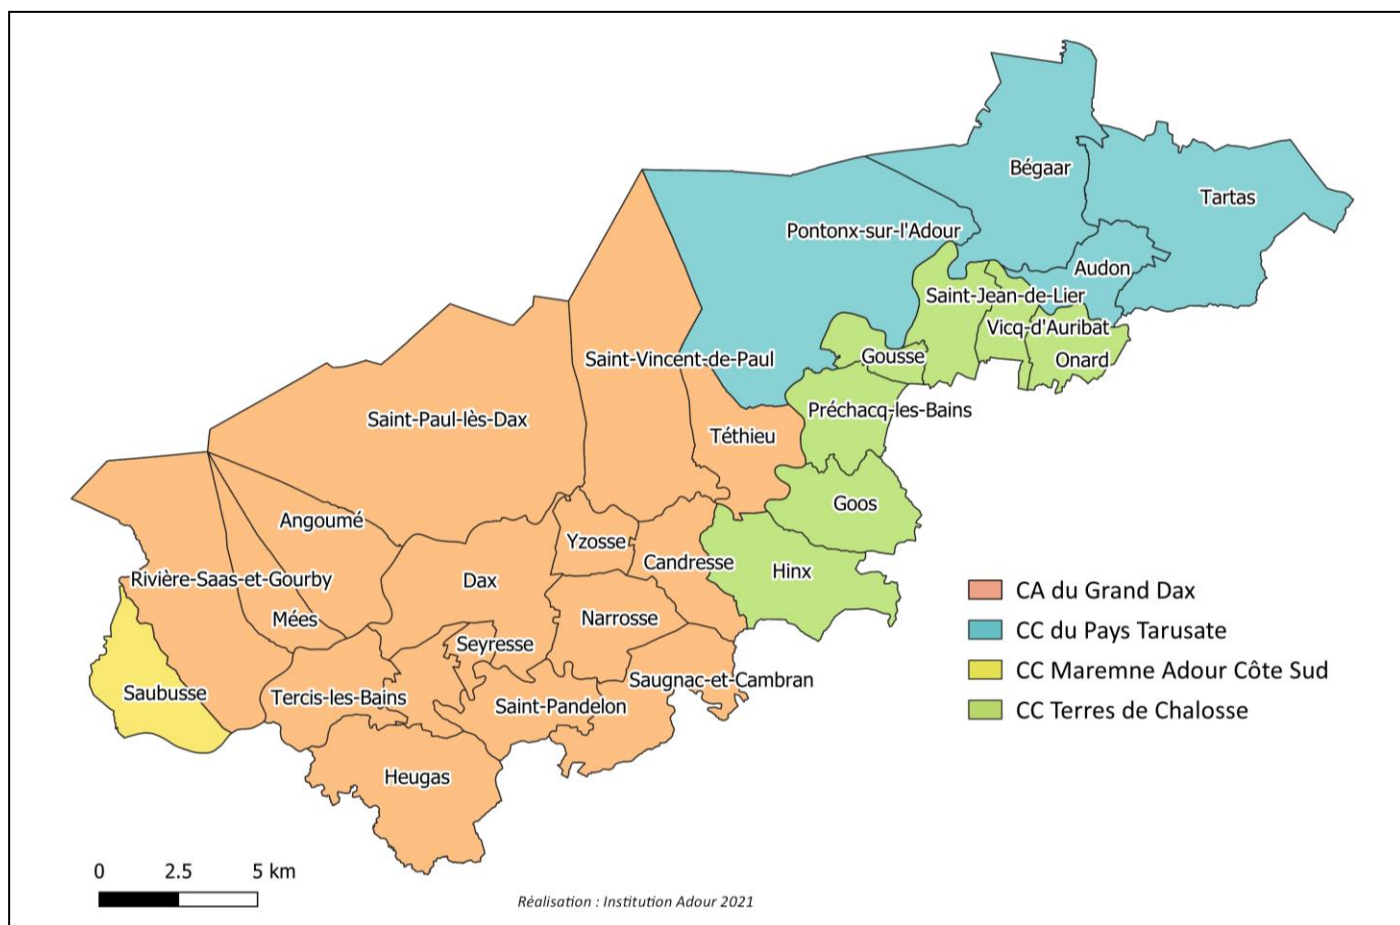 Bégaar
Tartas
Pontonx-sur-l'Adour
Audon
Saint-Jean-de-Lier
Vicq-d'Auribat
Gousse
Onard
Saint-Vincent-de-Paul
Saint-Paul-lès-Dax
Préchacq-les-Bains
Téthieu
Goos
Angoumé
Yzosse
Candresse
Hinx
Rivière-Saas-et-Gourby
Dax
Mées
Narrosse
Seyresse
Saubusse
Tercis-les-Bains
Saugnac-et-Cambran
Saint-Pandelon
Heugas
CA du Grand Dax
CC du Pays Tarusate
CC Maremne Adour Côte Sud
CC Terres de Chalosse
0 2.5 5 km
Réalisation : Institution Adour 2021